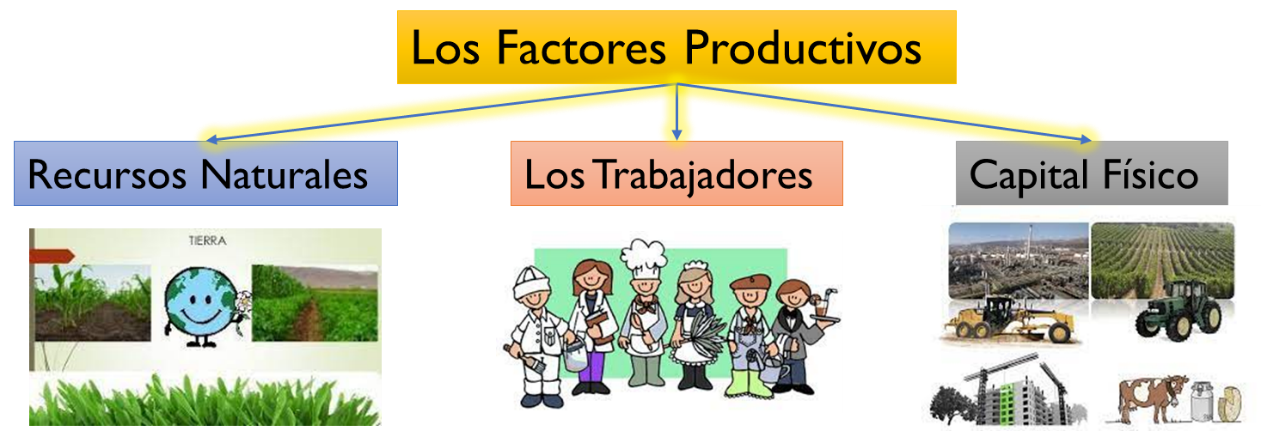 Los Factores Productivos
Recursos Naturales
Los Trabajadores
Capital Físico
TIERRA